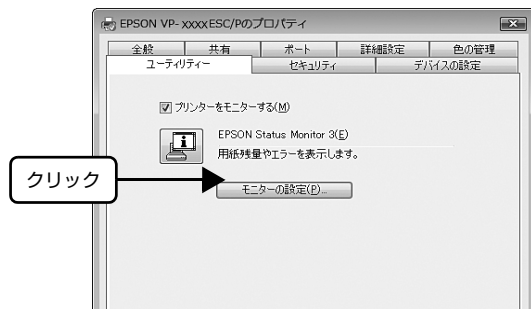 EPSON VP- xxxx ESC/Pのプロパティ
全般 共有 ポート 詳細設定 色の管理
ユーティリティー セキュリティ デバイスの設定
プリンターをモニターする(M)
EPSON Status Monitor 3(E)
用紙残量やエラーを表示します。
クリック
モニターの設定(P)...